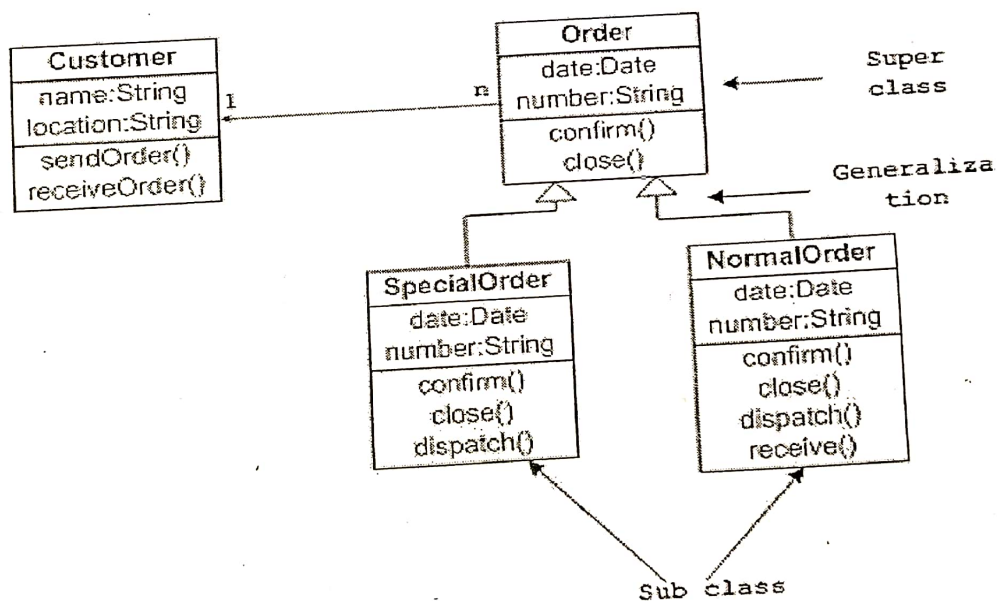 Customer
name:String
location:String
sendOrder()
receiveOrder()
1
n
Order
date:Date
number:String
confirm()
close()
Super
class
Generaliza
tion
SpecialOrder
date:Date
number:String
confirm()
close()
dispatch()
NormalOrder
date:Date
number:String
confirm()
close()
dispatch()
receive()
Sub class